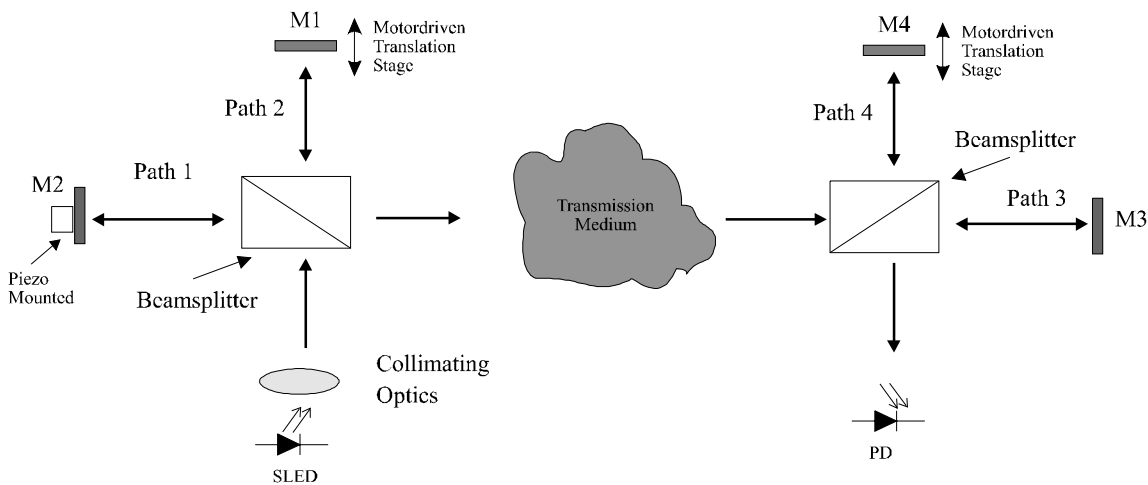 M1
Motordriven
Translation
Stage
Path 2
M2
Path 1
Piezo
Mounted
Beamsplitter
Collimating
Optics
SLED
Transmission
Medium
M4
Motordriven
Translation
Stage
Path 4
Beamsplitter
Path 3
M3
PD